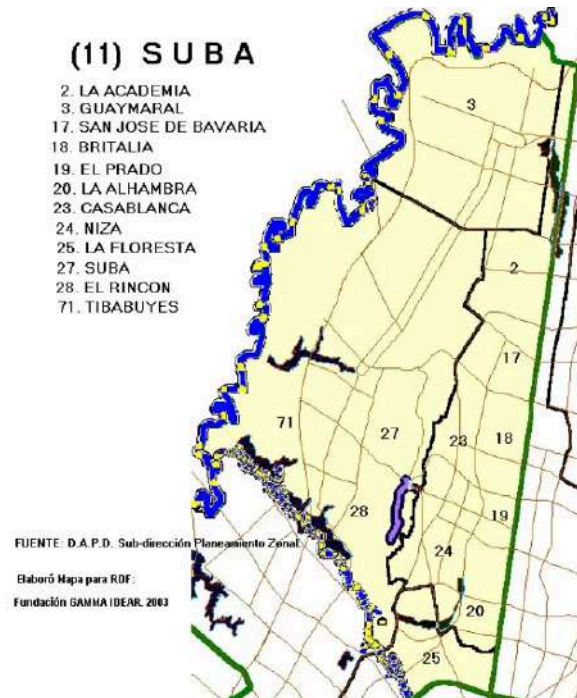 (11) SUBA
2. LA ACADEMIA
3. GUAYMARAL
17. SAN JOSE DE BAVARIA
18. BRITALIA
19. EL PRADO
20. LA ALHAMBRA
23. CASABLANCA
24. NIZA
25. LA FLORESTA
27. SUBA
28. EL RINCON
71. TIBABUYES
3
2
17
71
27
23
18
28
19
24
20
25
FUENTE: D.A.P.D. Sub-dirección Planeamiento Zonal.
Elaboró Mapa para RDF:
Fundación GAMMA IDEAR. 2003